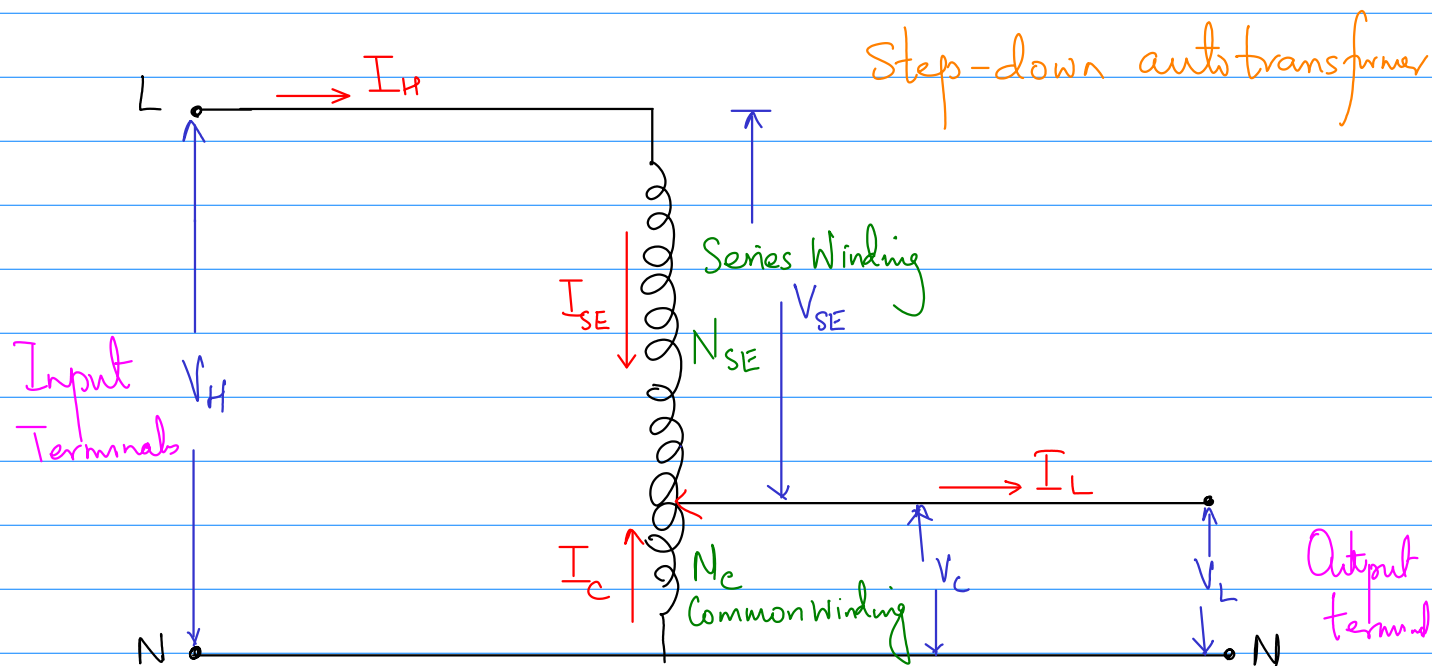 Step-down autotransformer
L
I_H
Series Winding
I_SE
V_SE
N_SE
Input
Terminals
V_H
I_L
I_C
N_C
Common Winding
V_C
V_L
Output
N
N